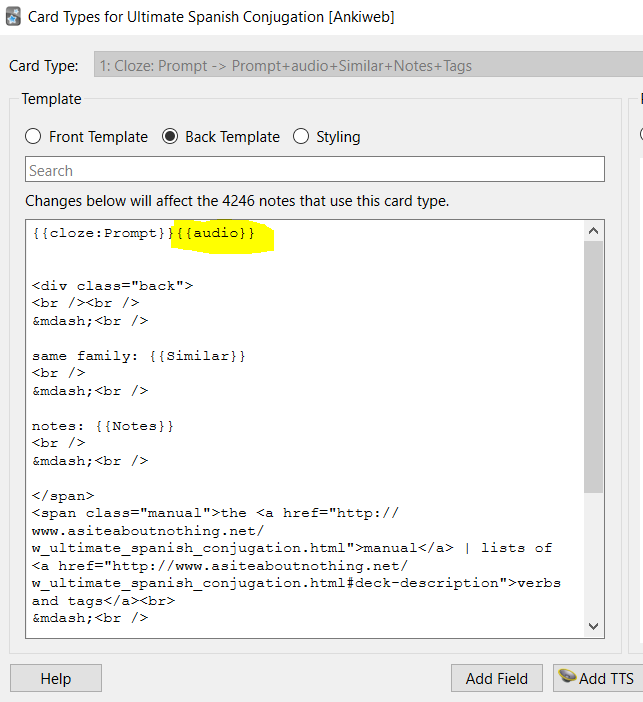 Card Types for Ultimate Spanish Conjugation [Ankiweb]
Card Type: 1: Cloze: Prompt -> Prompt+audio+Similar+Notes+Tags
Template
Front Template Back Template Styling
Search
Changes below will affect the 4246 notes that use this card type.
{{cloze:Prompt}}{{audio}}
<div class="back">
<br /><br />
&mdash;<br />
same family: {{Similar}}
<br />
&mdash;<br />
notes: {{Notes}}
<br />
&mdash;<br />
</span>
<span class="manual">the <a href="http://
www.asiteaboutnothing.net/
w_ultimate_spanish_conjugation.html">manual</a> | lists of
<a href="http://www.asiteaboutnothing.net/
w_ultimate_spanish_conjugation.html#deck-description">verbs
and tags</a><br>
&mdash;<br />
Help Add Field Add TTS